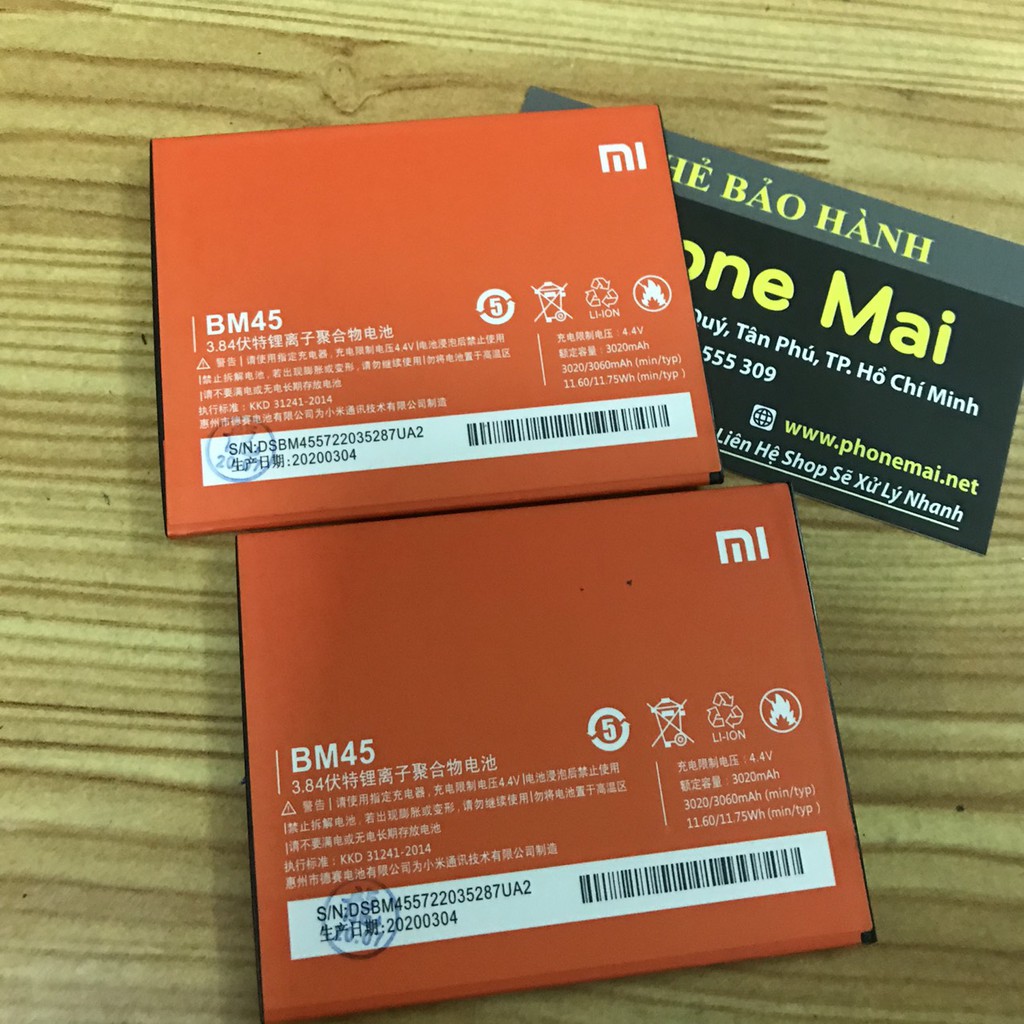 mi
BM45
3.84伏特锂离子聚合物电池
警告|请使用指定充电器，充电限制电压4.4V|电池浸泡后禁止使用
|禁止拆解电池，若出现膨胀或变形，请勿继续使用|勿将电池置于高温区
|请不要满电或无电长期存放电池
执行标准：KKD 31241-2014
惠州市德赛电池有限公司为小米通讯技术有限公司制造
5
LI-ION
充电限制电压：4.4V
额定容量：3020mAh
3020/3060mAh (min/typ)
11.60/11.75Wh (min/typ)
S/N:DSBM455722035287UA2
生产日期:20200304
HẺ BẢO HÀNH
one Mai
Quý, Tân Phú, TP. Hồ Chí Minh
555 309
www.phonemai.net
Liên Hệ Shop Sẽ Xử Lý Nhanh
mi
BM45
3.84伏特锂离子聚合物电池
警告|请使用指定充电器，充电限制电压4.4V|电池浸泡后禁止使用
|禁止拆解电池，若出现膨胀或变形，请勿继续使用|勿将电池置于高温区
|请不要满电或无电长期存放电池
执行标准：KKD 31241-2014
惠州市德赛电池有限公司为小米通讯技术有限公司制造
5
LI-ION
充电限制电压：4.4V
额定容量：3020mAh
3020/3060mAh (min/typ)
11.60/11.75Wh (min/typ)
S/N:DSBM455722035287UA2
生产日期:20200304